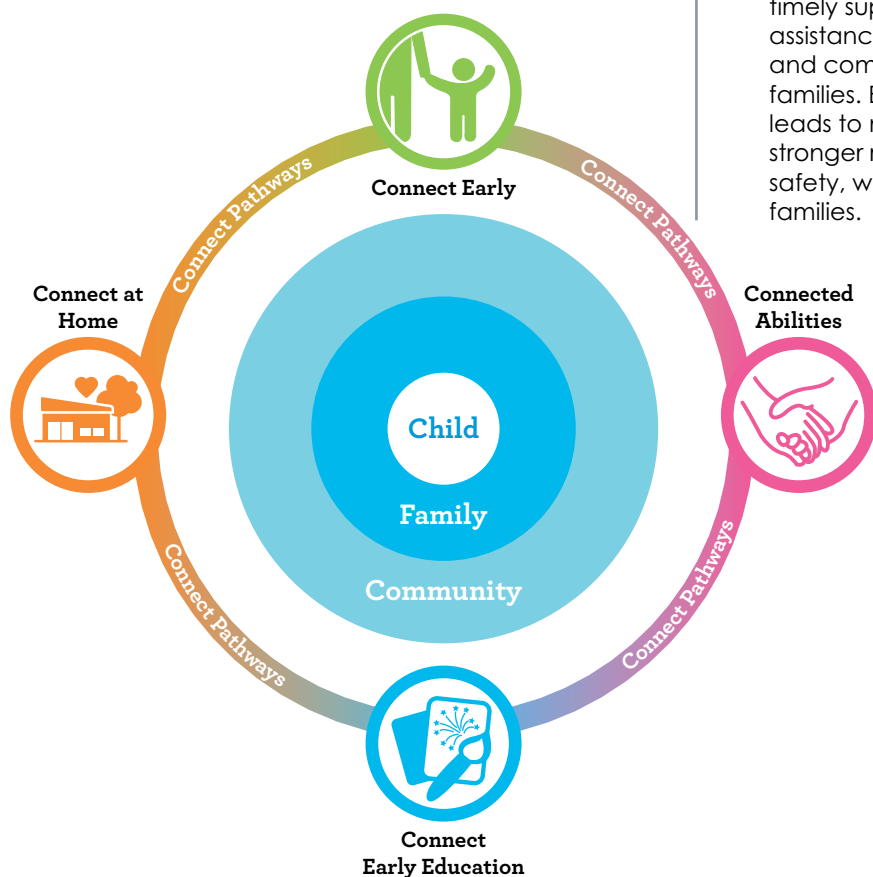 timely sup
assistanc
and com
families. E
leads to r
stronger r
safety, w
families.
Connect Early
Connect Pathways
Connect Pathways
Connect at
Home
Connected
Abilities
Child
Family
Community
Connect Pathways
Connect Pathways
Connect
Early Education